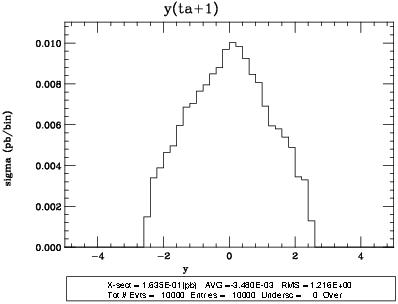 y(ta+1)
sigma (pb/bin)
0.010
0.008
0.006
0.004
0.002
0.000
-4 -2 0 2 4
y
X-sect = 1.635E-01(pb) AVG =-3.480E-03 RMS = 1.216E+00
Tot # Evts = 10000 Entries = 10000 Undersc = 0 Over